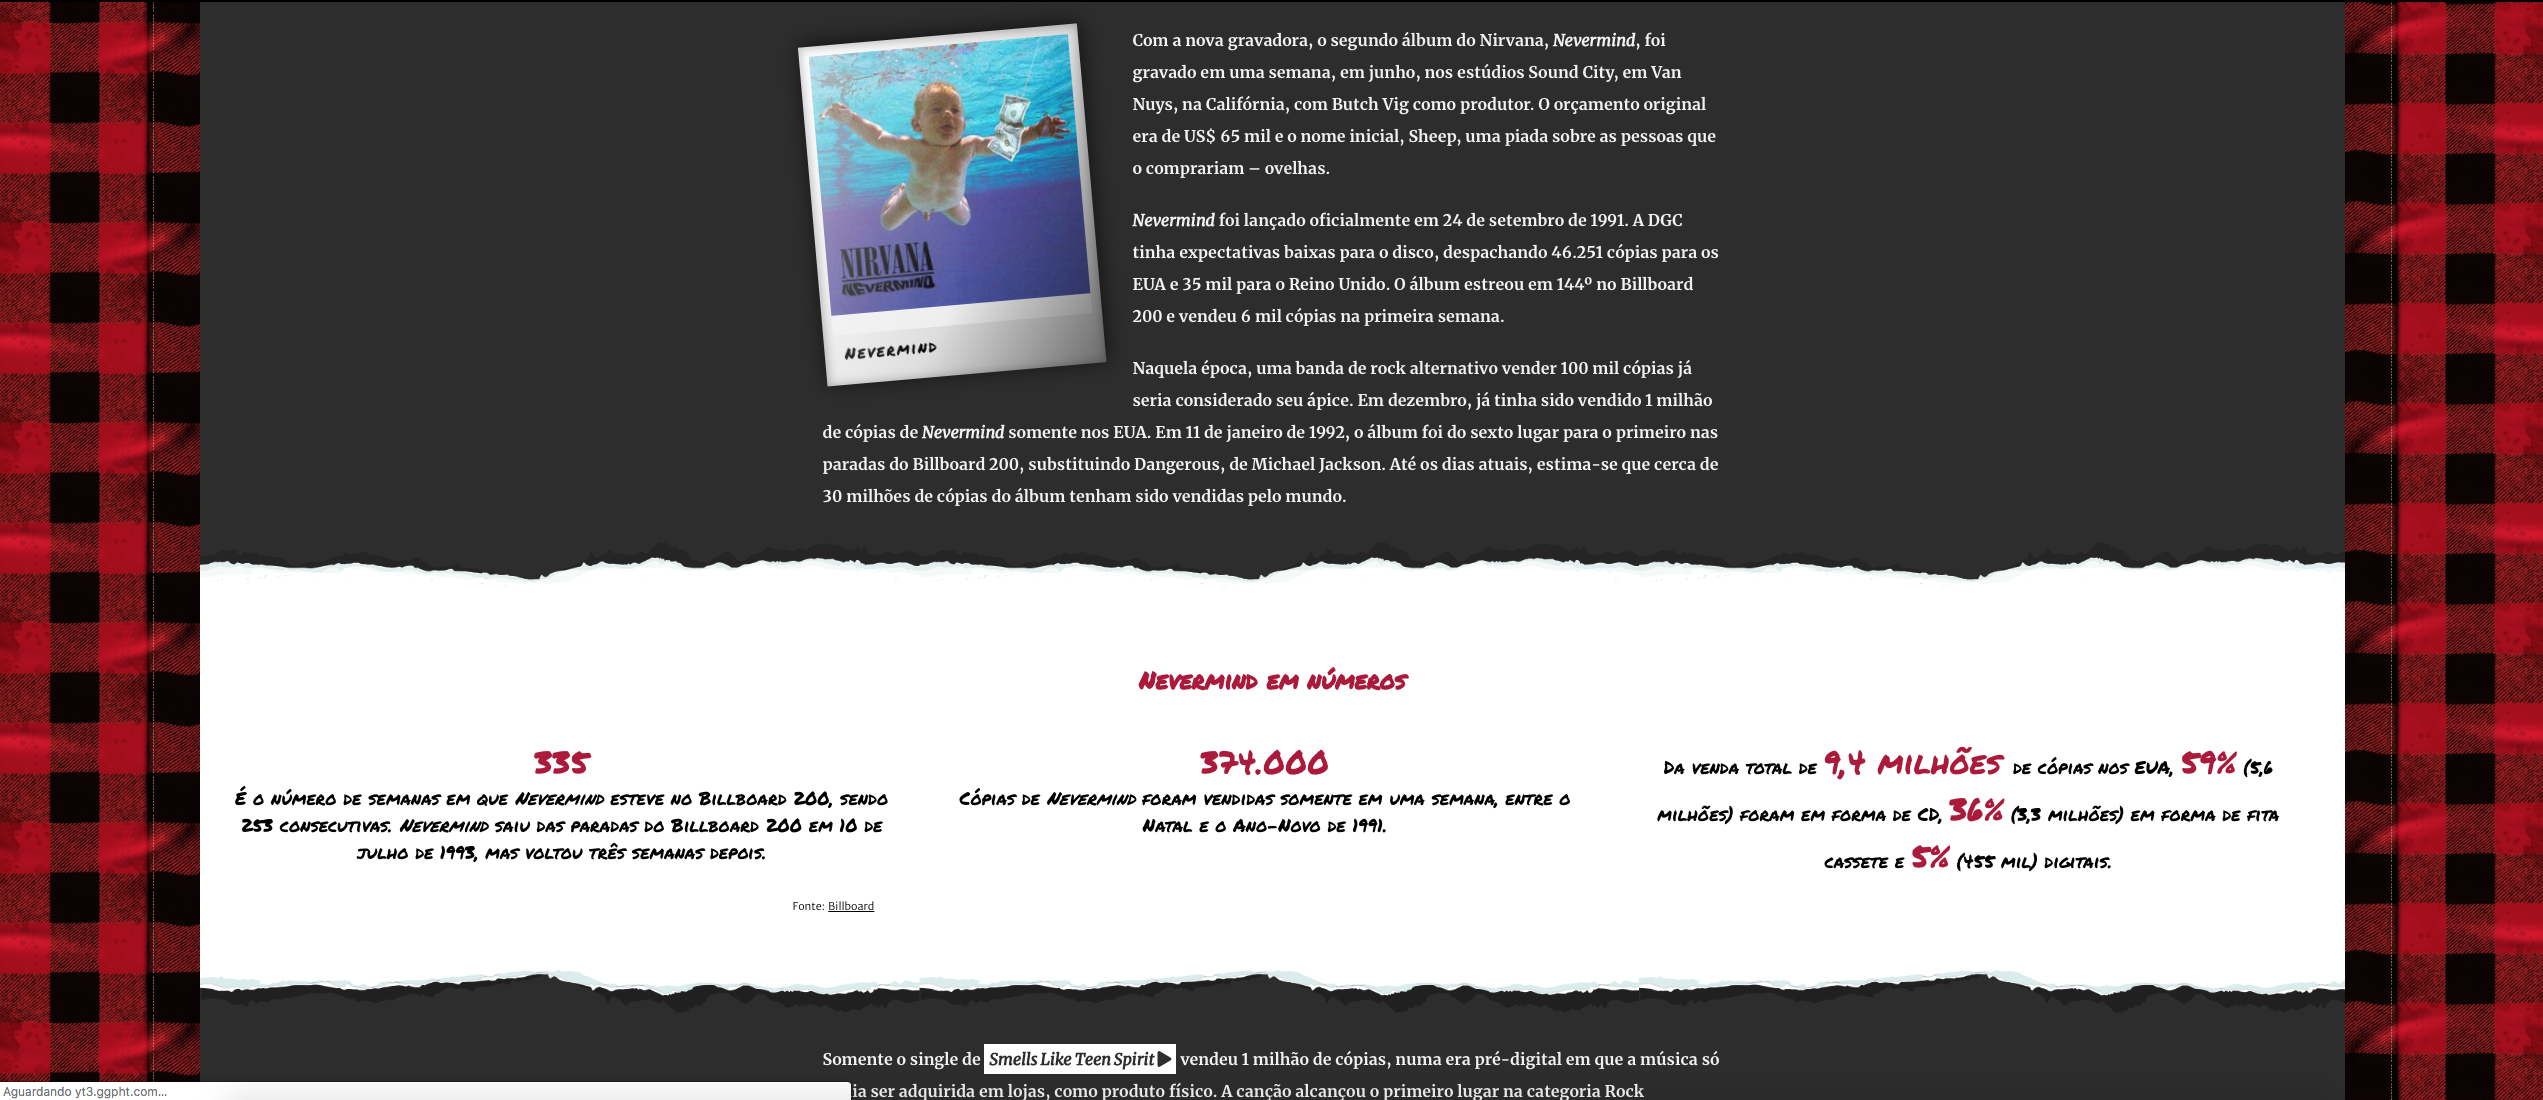 Com a nova gravadora, o segundo álbum do Nirvana, Nevermind, foi
gravado em uma semana, em junho, nos estúdios Sound City, em Van
Nuys, na Califórnia, com Butch Vig como produtor. O orçamento original
era de US$ 65 mil e o nome inicial, Sheep, uma piada sobre as pessoas que
o comprariam – ovelhas.
NIRVANA
NEVERMIND
Nevermind
Nevermind foi lançado oficialmente em 24 de setembro de 1991. A DGC
tinha expectativas baixas para o disco, despachando 46.251 cópias para os
EUA e 35 mil para o Reino Unido. O álbum estreou em 144º no Billboard
200 e vendeu 6 mil cópias na primeira semana.
Naquela época, uma banda de rock alternativo vender 100 mil cópias já
seria considerado seu ápice. Em dezembro, já tinha sido vendido 1 milhão
de cópias de Nevermind somente nos EUA. Em 11 de janeiro de 1992, o álbum foi do sexto lugar para o primeiro nas
paradas do Billboard 200, substituindo Dangerous, de Michael Jackson. Até os dias atuais, estima-se que cerca de
30 milhões de cópias do álbum tenham sido vendidas pelo mundo.
Nevermind em números
335
É o número de semanas em que Nevermind esteve no Billboard 200, sendo
253 consecutivas. Nevermind saiu das paradas do Billboard 200 em 10 de
julho de 1993, mas voltou três semanas depois.
Fonte: Billboard
374.000
Cópias de Nevermind foram vendidas somente em uma semana, entre o
Natal e o Ano-Novo de 1991.
Da venda total de 9,4 milhões de cópias nos EUA, 59% (5,6
milhões) foram em forma de CD, 36% (3,3 milhões) em forma de fita
cassete e 5% (455 mil) digitais.
Somente o single de Smells Like Teen Spirit vendeu 1 milhão de cópias, numa era pré-digital em que a música só
ia ser adquirida em lojas, como produto físico. A canção alcançou o primeiro lugar na categoria Rock
Aguardando yt3.ggpht.com...